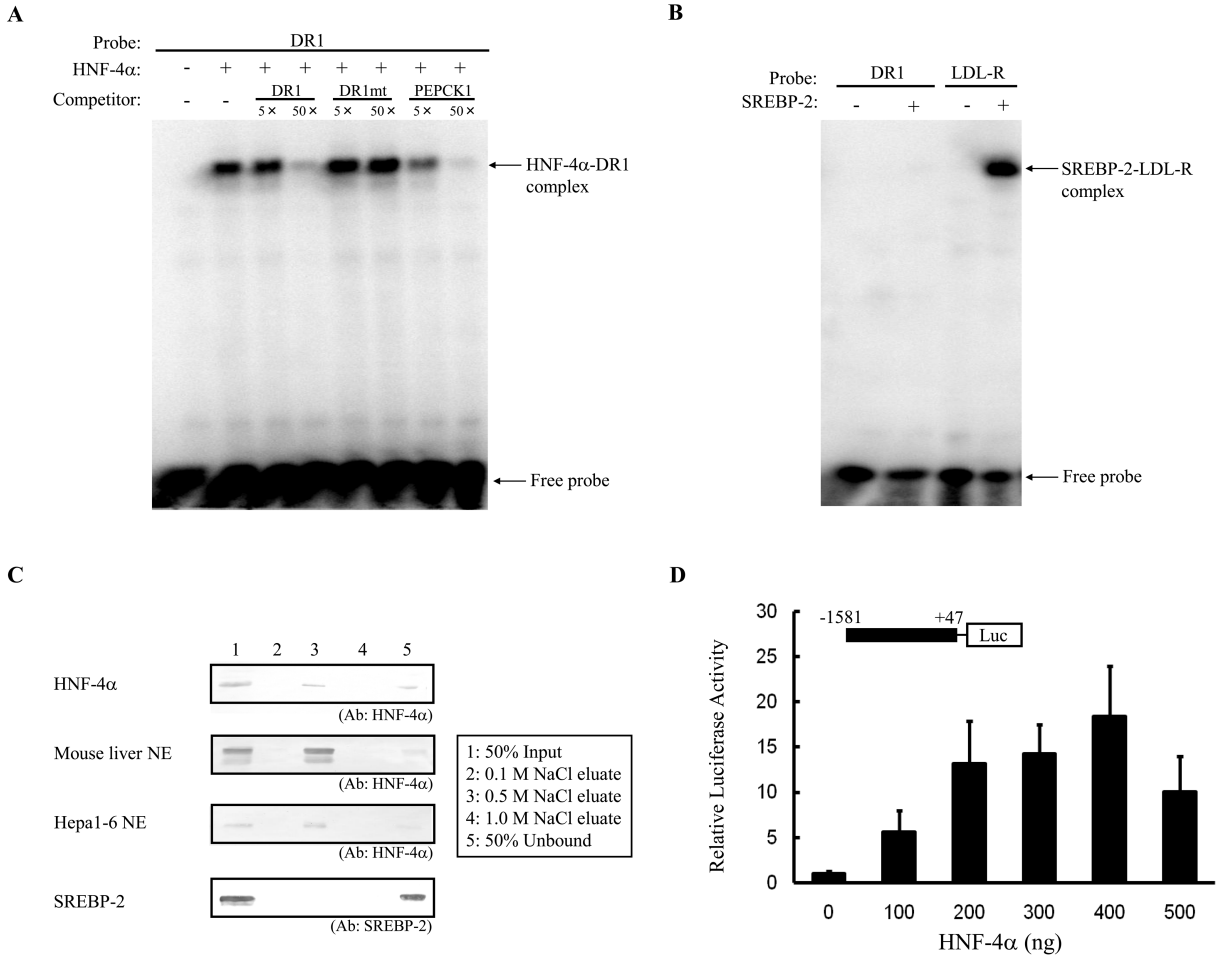 A
Probe: DR1
HNF-4α: - + + + + + + +
Competitor: - - DR1 DR1mt PEPCK1
5× 50× 5× 50× 5× 50×
HNF-4α-DR1
complex
Free probe
B
Probe: DR1 LDL-R
SREBP-2: - + - +
SREBP-2-LDL-R
complex
Free probe
C
1 2 3 4 5
HNF-4α
(Ab: HNF-4α)
Mouse liver NE
(Ab: HNF-4α)
Hepa1-6 NE
(Ab: HNF-4α)
SREBP-2
(Ab: SREBP-2)
1: 50% Input
2: 0.1 M NaCl eluate
3: 0.5 M NaCl eluate
4: 1.0 M NaCl eluate
5: 50% Unbound
D
-1581 +47
Luc
Relative Luciferase Activity
30
25
20
15
10
5
0
0 100 200 300 400 500
HNF-4α (ng)